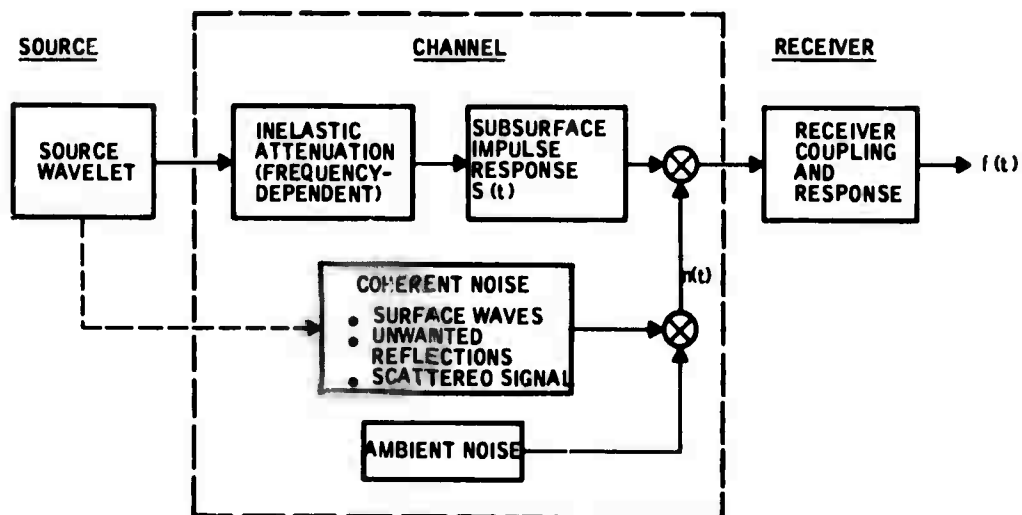 SOURCE
CHANNEL
RECEIVER
SOURCE
WAVELET
INELASTIC
ATTENUATION
(FREQUENCY-
DEPENDENT)
SUBSURFACE
IMPULSE
RESPONSE
S(t)
RECEIVER
COUPLING
AND
RESPONSE
f(t)
n(t)
COHERENT NOISE
• SURFACE WAVES
• UNWANTED
REFLECTIONS
• SCATTERED SIGNAL
AMBIENT NOISE